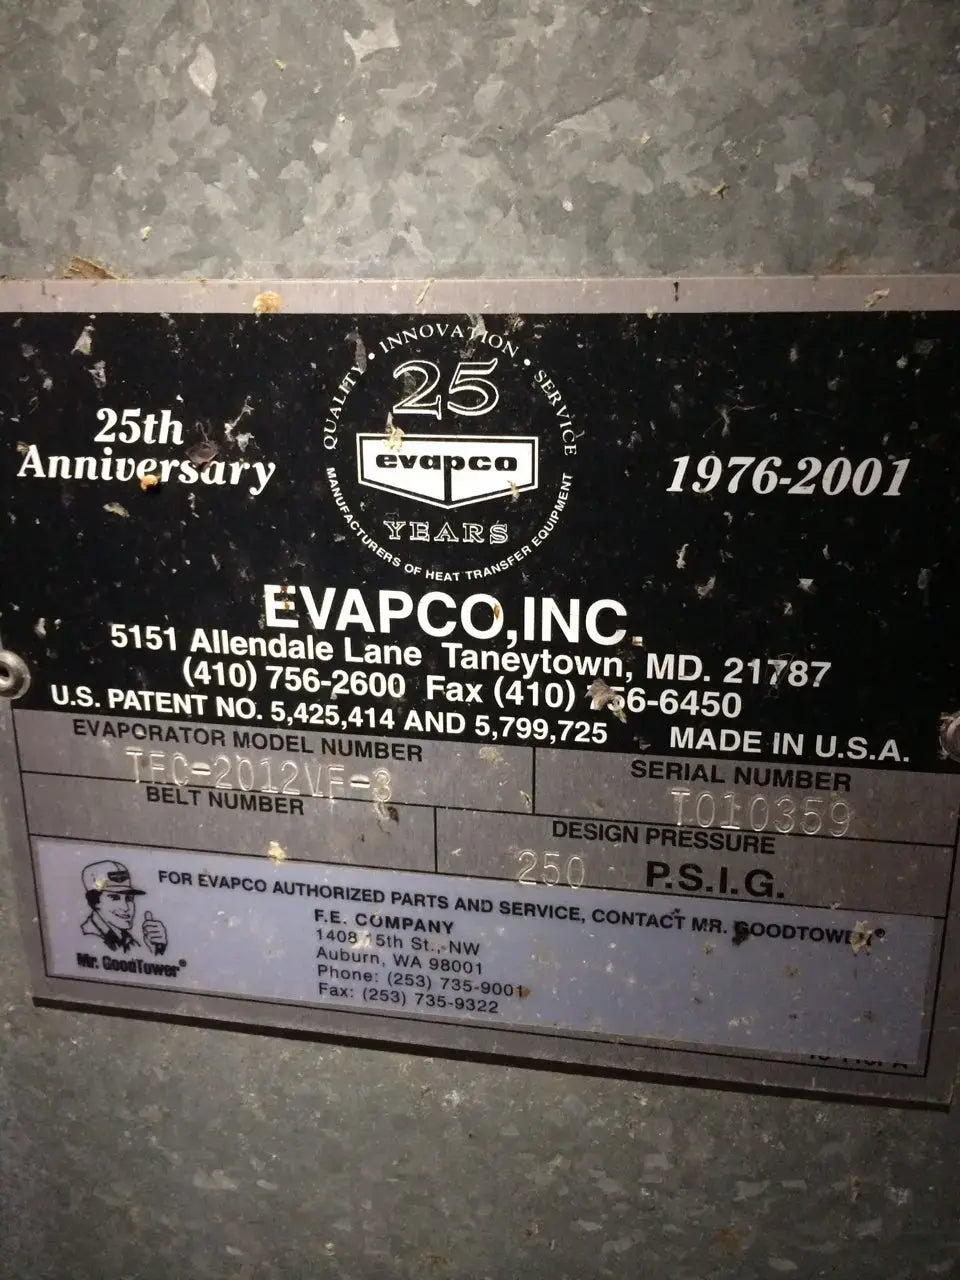 QUALITY • INNOVATION • SERVICE
25
25th
Anniversary
evapco
1976-2001
YEARS
MANUFACTURERS OF HEAT TRANSFER EQUIPMENT
EVAPCO,INC.
5151 Allendale Lane Taneytown, MD. 21787
(410) 756-2600 Fax (410) 756-6450
U.S. PATENT NO. 5,425,414 AND 5,799,725 MADE IN U.S.A.
EVAPORATOR MODEL NUMBER
TFC-2012VF-3
SERIAL NUMBER
T010359
BELT NUMBER
DESIGN PRESSURE
250 P.S.I.G.
FOR EVAPCO AUTHORIZED PARTS AND SERVICE, CONTACT MR. GOODTOWER®
F.E. COMPANY
1408 15th St., NW
Auburn, WA 98001
Phone: (253) 735-9001
Fax: (253) 735-9322
Mr. GoodTower®